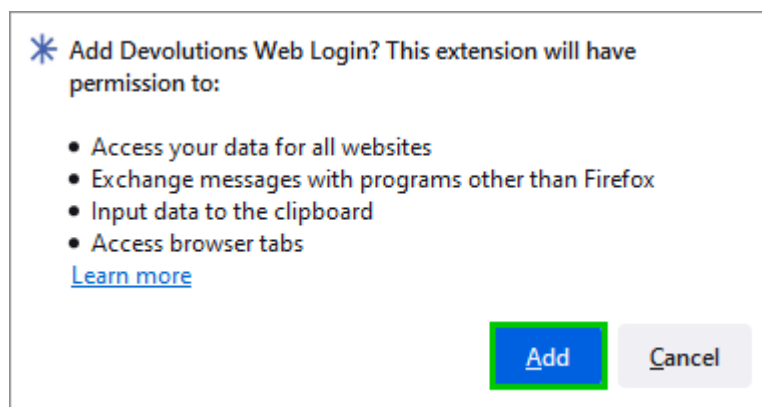 Add Devolutions Web Login? This extension will have
permission to:
• Access your data for all websites
• Exchange messages with programs other than Firefox
• Input data to the clipboard
• Access browser tabs
Learn more
Add
Cancel